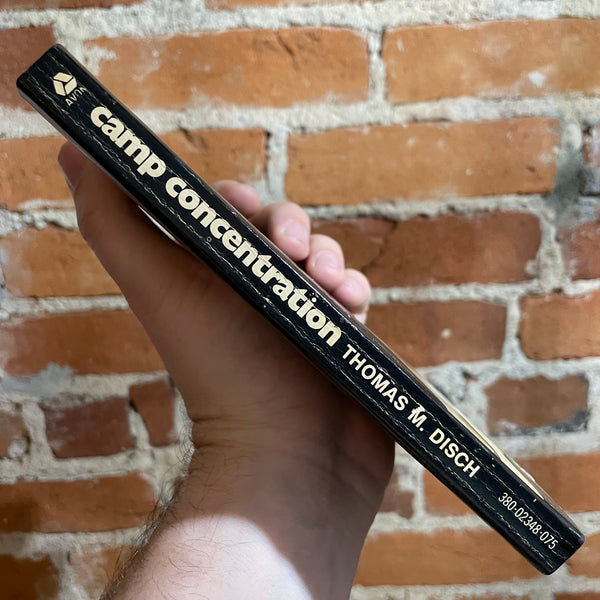 AVON
camp concentration THOMAS M. DISCH 380-02348-075